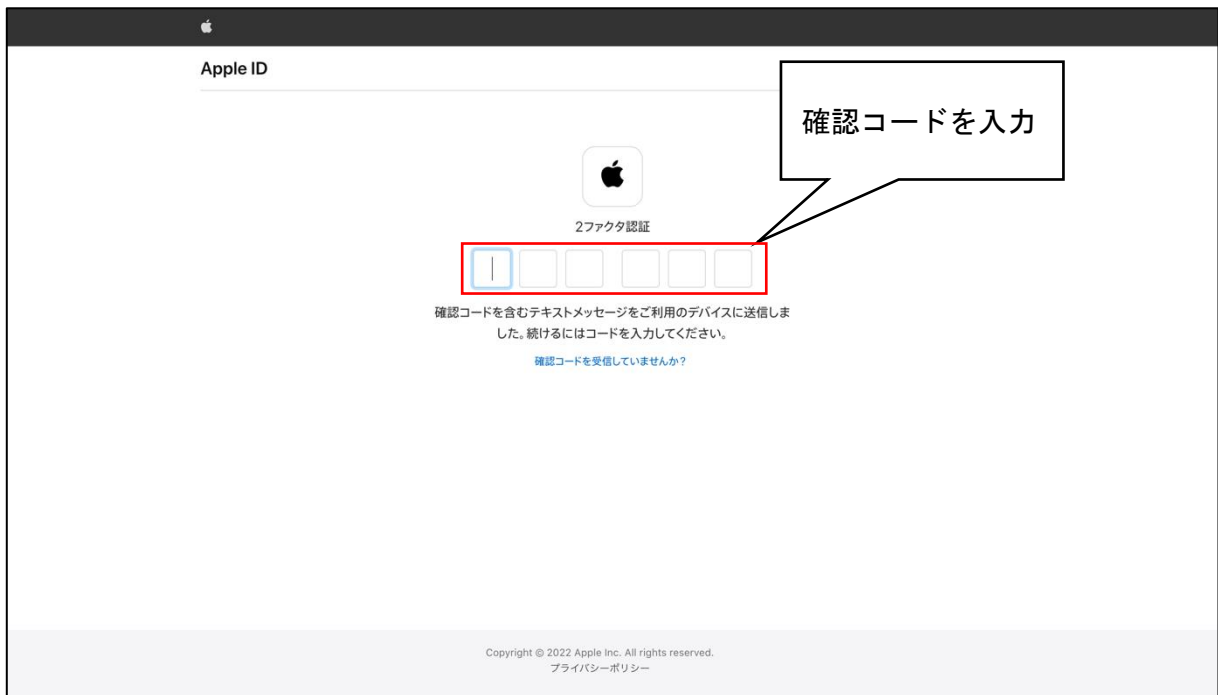 Apple ID
確認コードを入力
2ファクタ認証
確認コードを含むテキストメッセージをご利用のデバイスに送信しま
した。続けるにはコードを入力してください。
確認コードを受信していませんか？
Copyright © 2022 Apple Inc. All rights reserved.
プライバシーポリシー